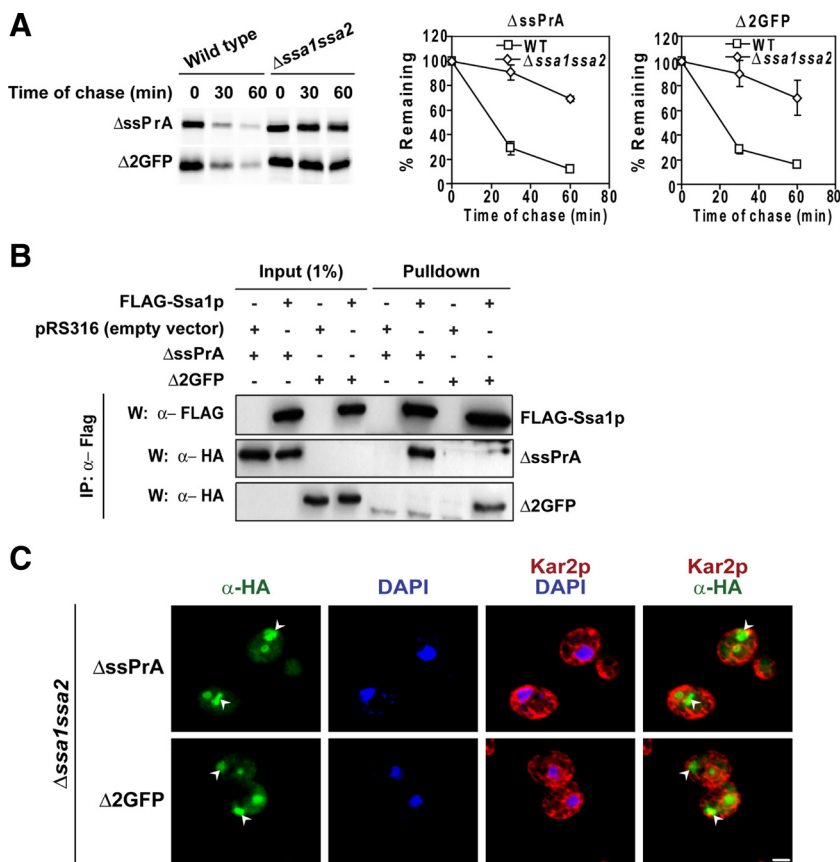 A
Wild type
Δssa1ssa2
Time of chase (min) 0 30 60 0 30 60
ΔssPrA
Δ2GFP
ΔssPrA
WT
Δssa1ssa2
% Remaining
120
100
80
60
40
20
0
0 20 40 60 80
Time of chase (min)
Δ2GFP
WT
Δssa1ssa2
% Remaining
120
100
80
60
40
20
0
0 20 40 60 80
Time of chase (min)
B
Input (1%) Pulldown
FLAG-Ssa1p - + - + - + - +
pRS316 (empty vector) + - + - + - + -
ΔssPrA + + - - + + - -
Δ2GFP - - + + - - + +
IP: α– Flag
W: α– FLAG FLAG-Ssa1p
W: α– HA ΔssPrA
W: α– HA Δ2GFP
C
α-HA DAPI Kar2p DAPI Kar2p α-HA
Δssa1ssa2
ΔssPrA
Δ2GFP